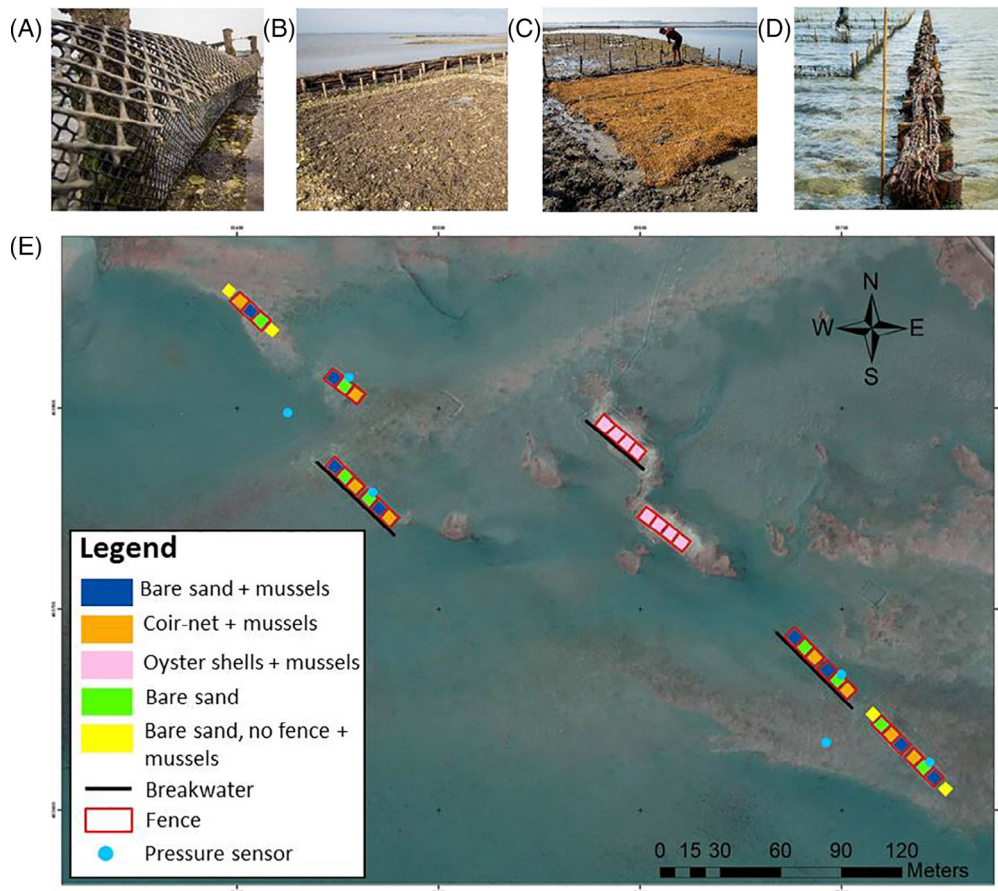 (A)
(B)
(C)
(D)
(E)
N
W E
S
Legend
Bare sand + mussels
Coir-net + mussels
Oyster shells + mussels
Bare sand
Bare sand, no fence +
mussels
Breakwater
Fence
Pressure sensor
0 15 30 60 90 120
Meters